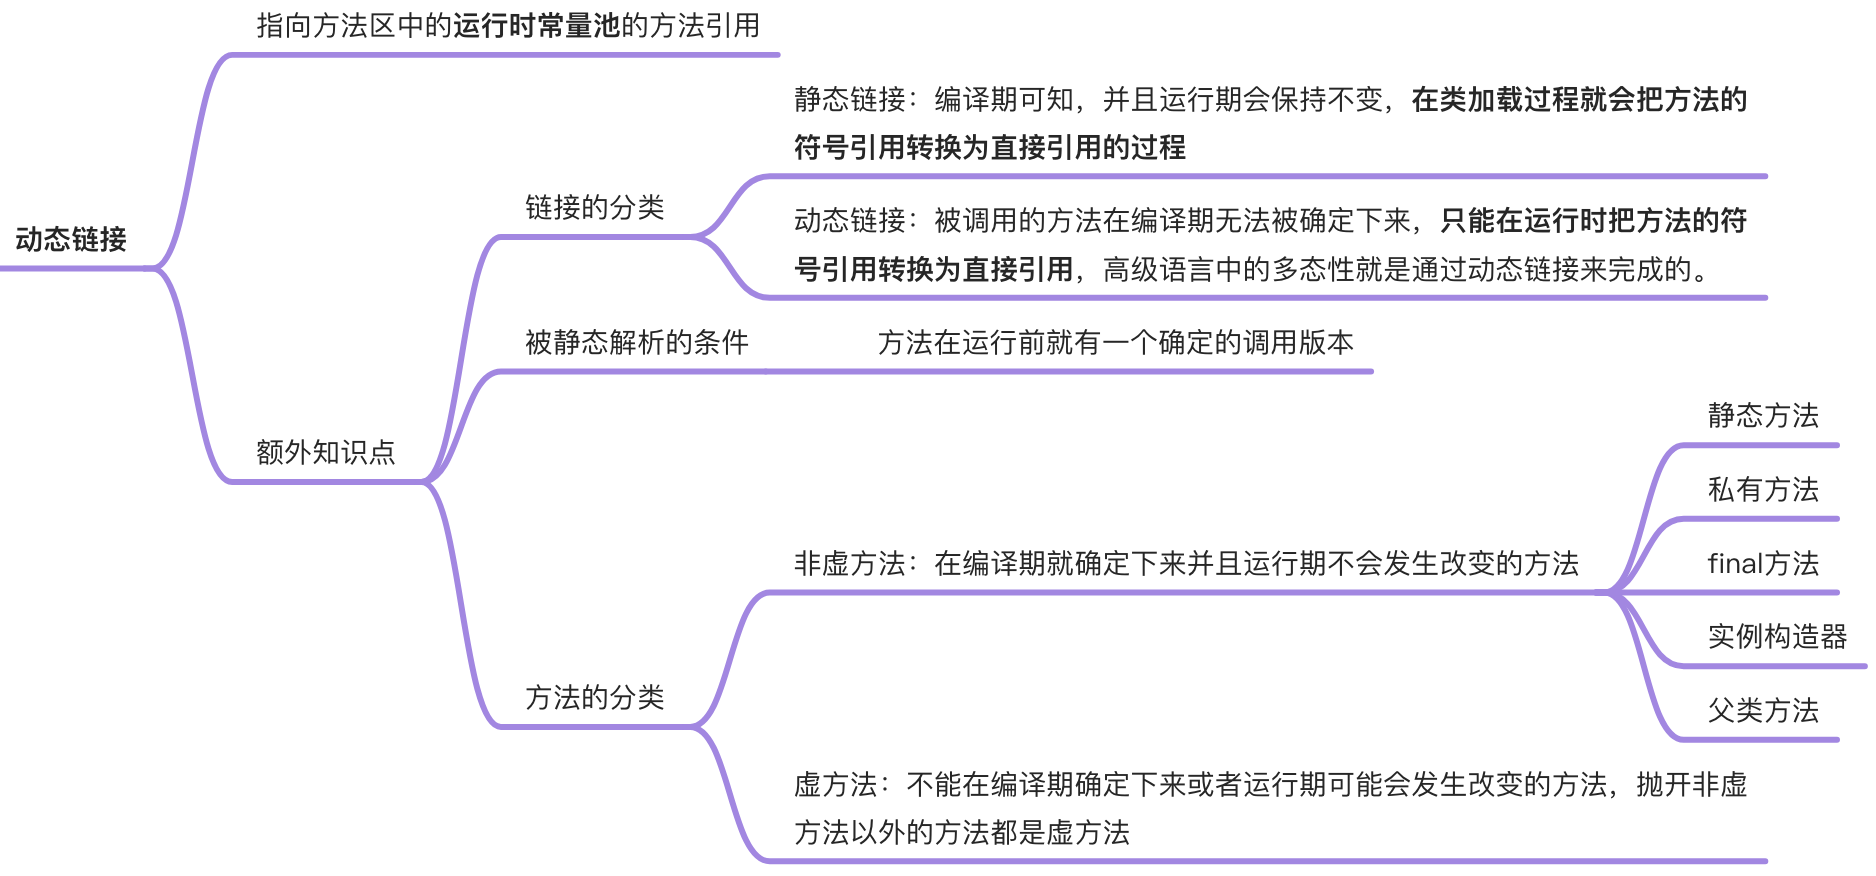 指向方法区中的运行时常量池的方法引用
静态链接：编译期可知，并且运行期会保持不变，在类加载过程就会把方法的
符号引用转换为直接引用的过程
链接的分类
动态链接：被调用的方法在编译期无法被确定下来，只能在运行时把方法的符
号引用转换为直接引用，高级语言中的多态性就是通过动态链接来完成的。
动态链接
被静态解析的条件
方法在运行前就有一个确定的调用版本
额外知识点
静态方法
私有方法
非虚方法：在编译期就确定下来并且运行期不会发生改变的方法
final方法
实例构造器
父类方法
方法的分类
虚方法：不能在编译期确定下来或者运行期可能会发生改变的方法，抛开非虚
方法以外的方法都是虚方法